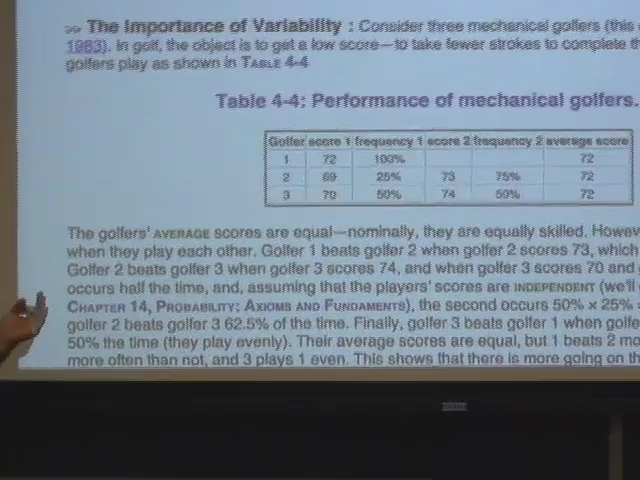 The Importance of Variability : Consider three mechanical golfers (this
1983). In golf, the object is to get a low score—to take fewer strokes to complete
golfers play as shown in TABLE 4-4
Table 4-4: Performance of mechanical golfers.
Golfer score 1 frequency 1 score 2 frequency 2 average score
1 72 100% 72
2 69 25% 73 75% 72
3 70 50% 74 50% 72
The golfers' AVERAGE scores are equal—nominally, they are equally skilled.
when they play each other. Golfer 1 beats golfer 2 when golfer 2 scores 73, which
Golfer 2 beats golfer 3 when golfer 3 scores 74, and when golfer 3 scores 70 and
occurs half the time, and, assuming that the players' scores are INDEPENDENT (we'll
CHAPTER 14, PROBABILITY: AXIOMS AND FUNDAMENTS), the second occurs 50% × 25%
golfer 2 beats golfer 3 62.5% of the time. Finally, golfer 3 beats golfer 1 when
50% the time (they play evenly). Their average scores are equal, but 1 beats 2
more often than not, and 3 plays 1 even. This shows that there is more going on